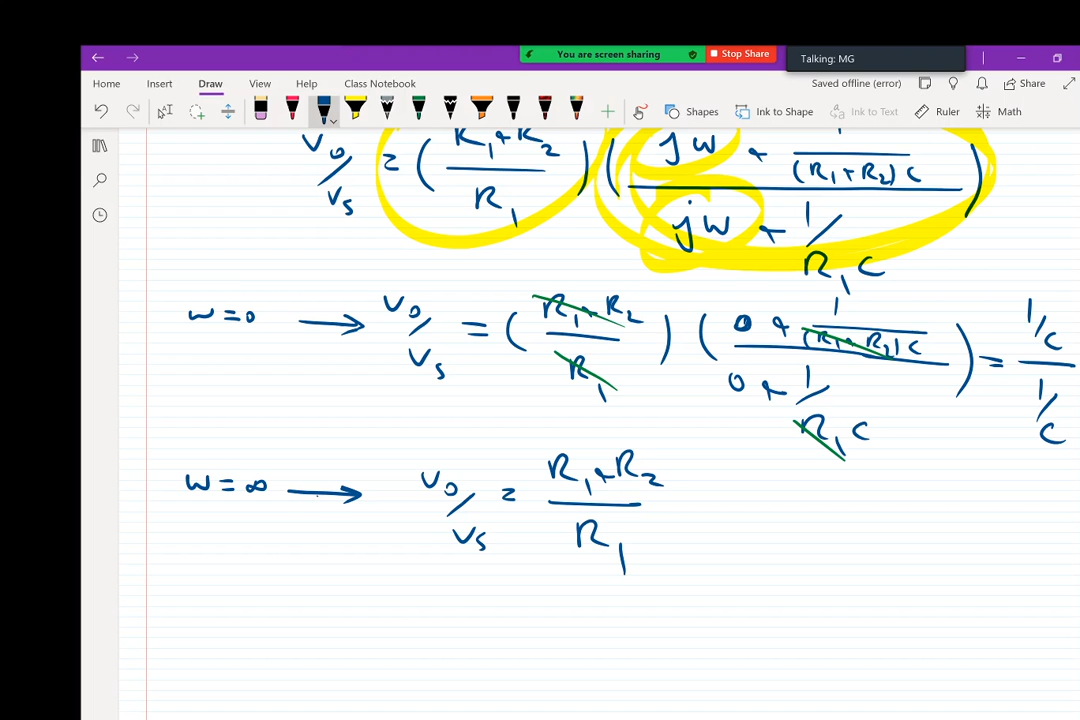 You are screen sharing Stop Share Talking: MG
Home Insert Draw View Help Class Notebook Saved offline (error) Share
Shapes Ink to Shape Ink to Text Ruler Math
Vo/Vs = (R1+R2/R1) (jw + 1/(R1+R2)C / jw + 1/R1C)
w=0 → Vo/Vs = (R1+R2/R1) (0 + 1/(R1+R2)C / 0 + 1/R1C) = 1/C / 1/C
w=∞ → Vo/Vs = R1+R2/R1